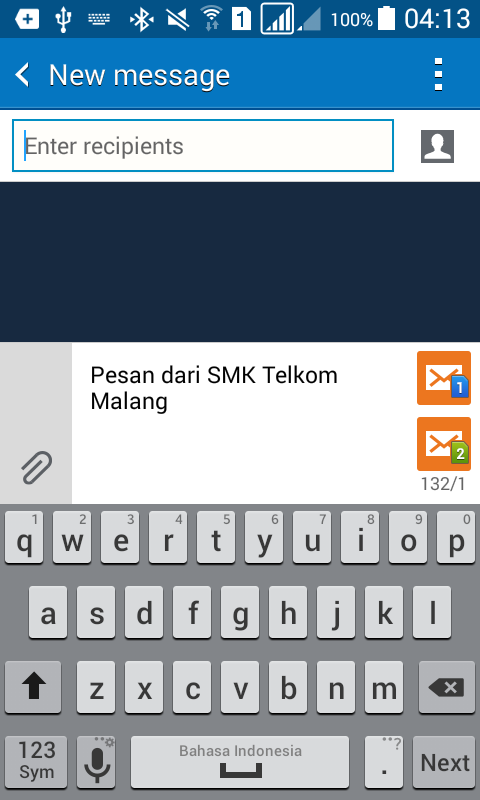 1 100% 04:13
New message
Enter recipients
Pesan dari SMK Telkom
Malang
1
2
132/1
1 2 3 4 5 6 7 8 9 0
q w e r t y u i o p
a s d f g h j k l
z x c v b n m
123
Sym
Bahasa Indonesia
. ?
Next